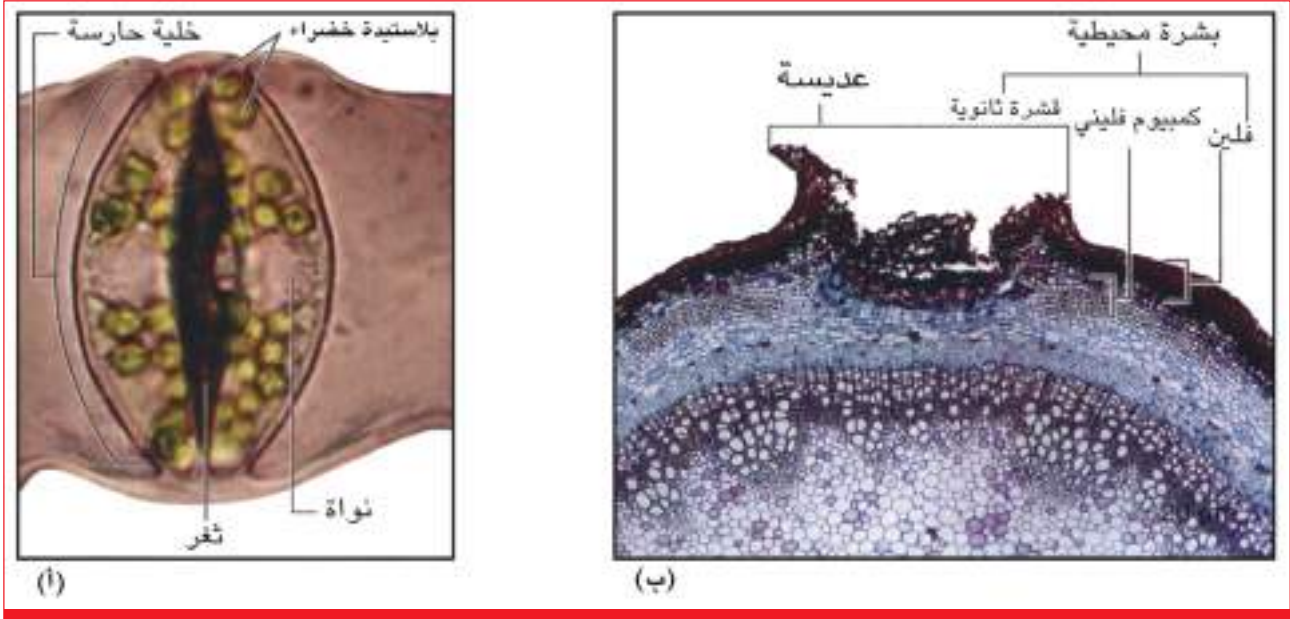 خلية حارسة
بلاستيدة خضراء
نواة
ثغر
(أ)
بشرة محيطية
عديسة
قشرة ثانوية
كمبيوم فليني
فلين
(ب)